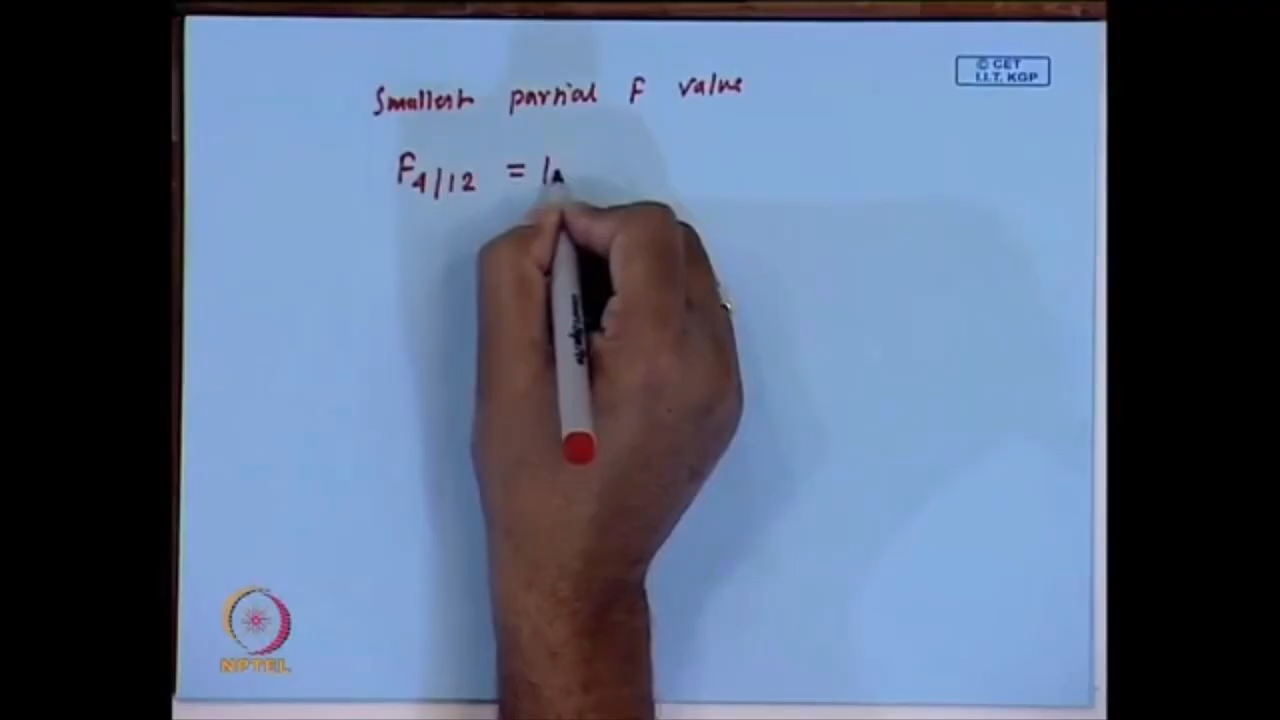 © CET
I.I.T. KGP
Smallest partial F value
F4/12 = 1.
NPTEL